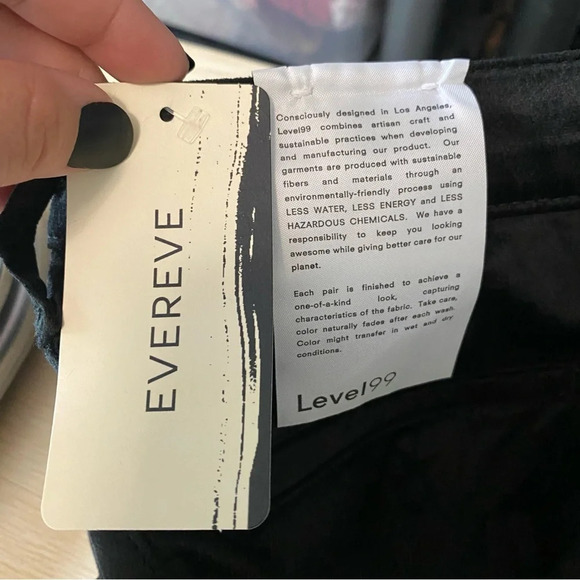 EVEREVE
Consciously designed in Los Angeles,
Level99 combines artisan craft and
sustainable practices when developing
and manufacturing our product. Our
garments are produced with sustainable
fibers and materials through an
environmentally-friendly process using
LESS WATER, LESS ENERGY and LESS
HAZARDOUS CHEMICALS. We have a
responsibility to keep you looking
awesome while giving better care for our
planet.
Each pair is finished to achieve a
one-of-a-kind look, capturing
characteristics of the fabric. Take care,
color naturally fades after each wash.
Color might transfer in wet and dry
conditions.
Level99